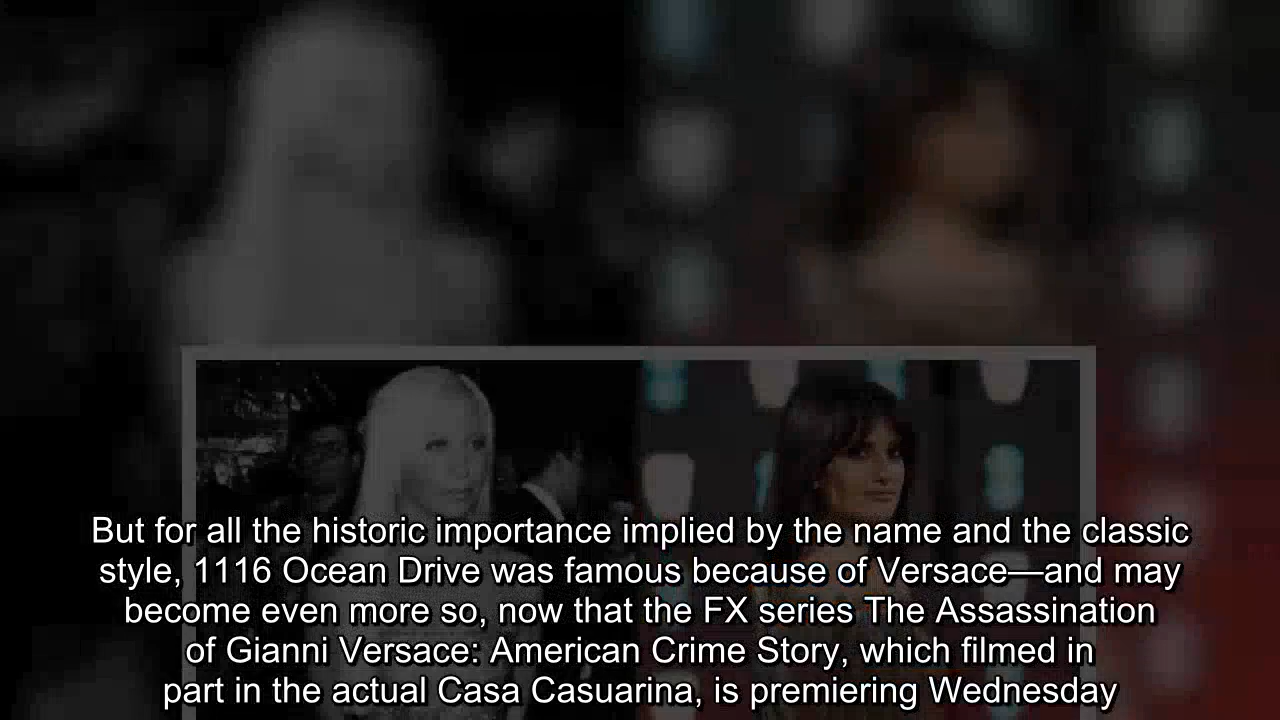 But for all the historic importance implied by the name and the classic
style, 1116 Ocean Drive was famous because of Versace—and may
become even more so, now that the FX series The Assassination
of Gianni Versace: American Crime Story, which filmed in
part in the actual Casa Casuarina, is premiering Wednesday